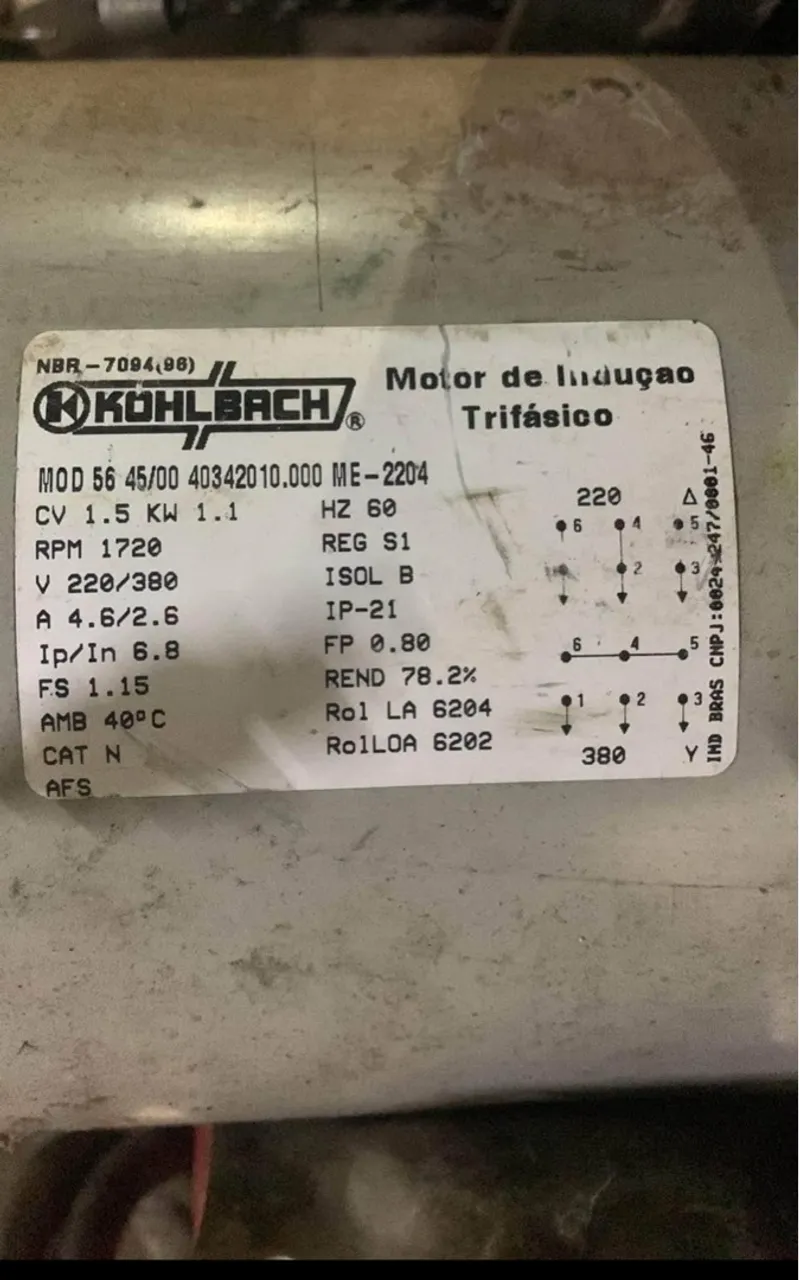 NBR-7094(96)
KOHLBACH®
Motor de Indução
Trifásico
MOD 56 45/00 40342010.000 ME-2204
CV 1.5 KW 1.1
RPM 1720
V 220/380
A 4.6/2.6
Ip/In 6.8
FS 1.15
AMB 40°C
CAT N
AFS
HZ 60
REG S1
ISOL B
IP-21
FP 0.80
REND 78.2%
Rol LA 6204
RolLOA 6202
220 Δ
6 4 5
2 3
6 4 5
1 2 3
380 Y
IND BRAS CNPJ: